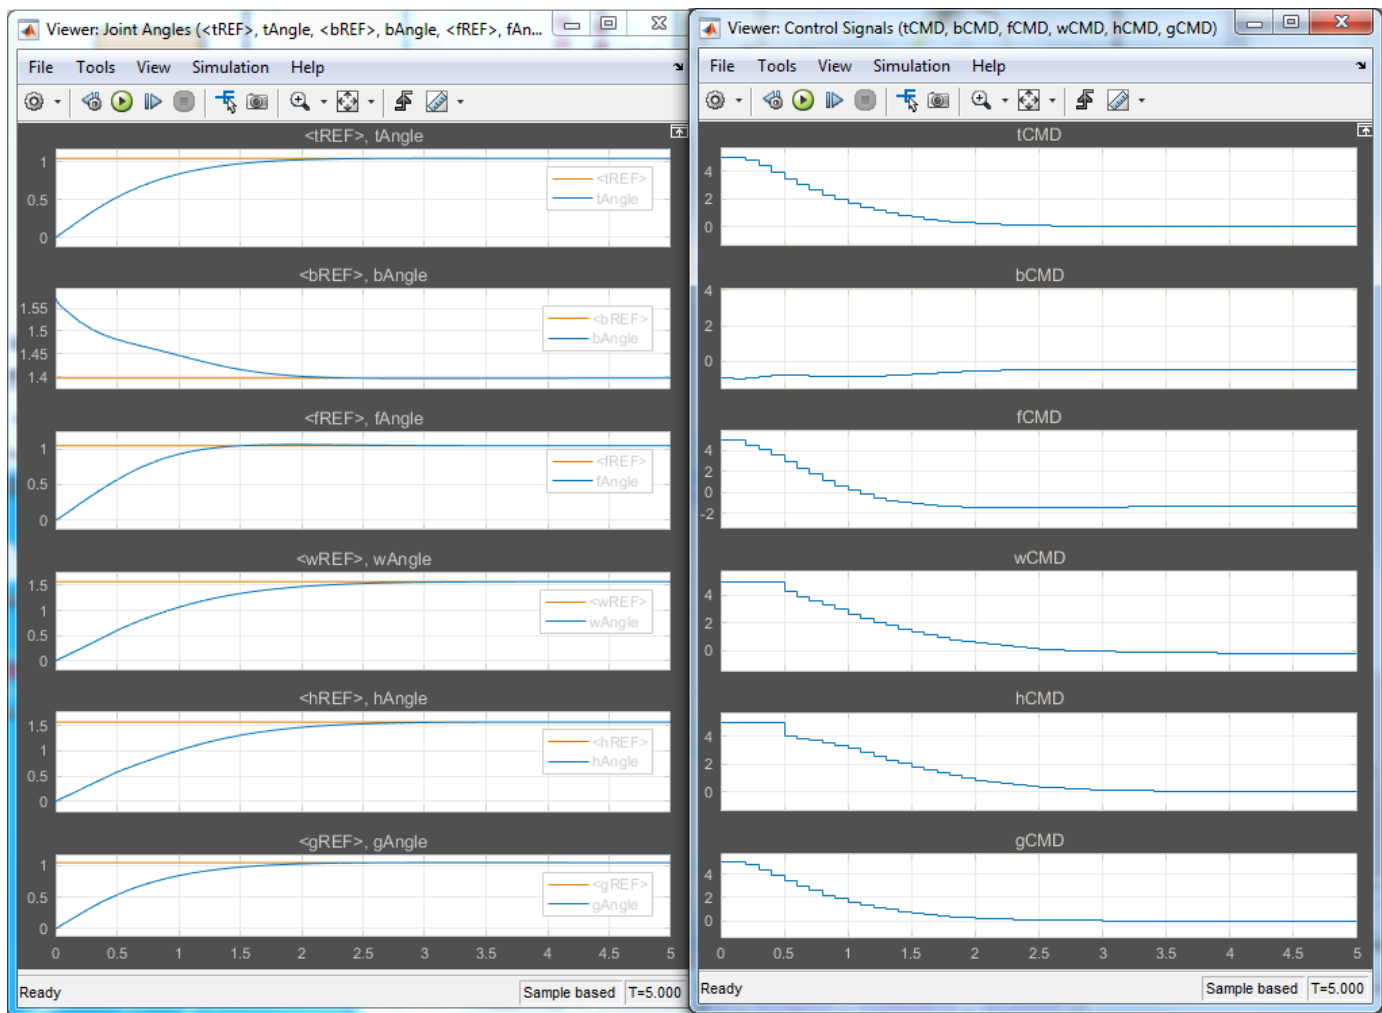 Viewer: Joint Angles (<tREF>, tAngle, <bREF>, bAngle, <fREF>, fAn...
File Tools View Simulation Help
<tREF>, tAngle
1
0.5
0
<tREF>
tAngle
<bREF>, bAngle
1.55
1.5
1.45
1.4
<bREF>
bAngle
<fREF>, fAngle
1
0.5
0
<fREF>
fAngle
<wREF>, wAngle
1.5
1
0.5
0
<wREF>
wAngle
<hREF>, hAngle
1.5
1
0.5
0
<hREF>
hAngle
<gREF>, gAngle
1
0.5
0
<gREF>
gAngle
0 0.5 1 1.5 2 2.5 3 3.5 4 4.5 5
Ready Sample based T=5.000
Viewer: Control Signals (tCMD, bCMD, fCMD, wCMD, hCMD, gCMD)
File Tools View Simulation Help
tCMD
4
2
0
bCMD
4
2
0
fCMD
4
2
0
-2
wCMD
4
2
0
hCMD
4
2
0
gCMD
4
2
0
0 0.5 1 1.5 2 2.5 3 3.5 4 4.5 5
Ready Sample based T=5.000